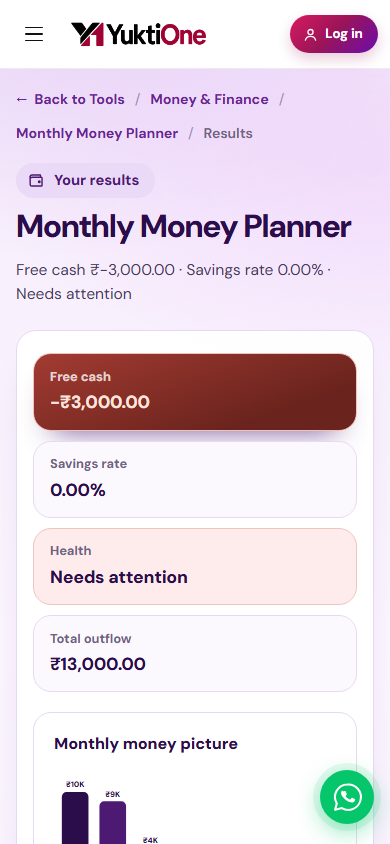 YuktiOne
Log in
← Back to Tools / Money & Finance /
Monthly Money Planner / Results
Your results
Monthly Money Planner
Free cash ₹-3,000.00 · Savings rate 0.00% ·
Needs attention
Free cash
-₹3,000.00
Savings rate
0.00%
Health
Needs attention
Total outflow
₹13,000.00
Monthly money picture
₹10K
₹9K
₹4K